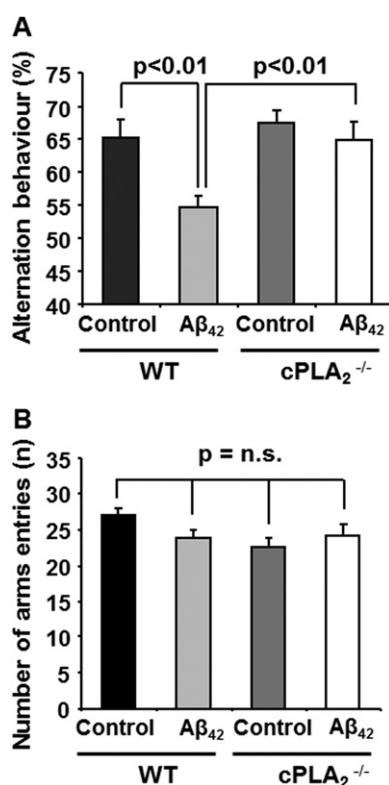 A
p<0.01 p<0.01
Alternation behaviour (%)
75
70
65
60
55
50
45
40
Control Aβ₄₂ Control Aβ₄₂
WT cPLA₂ ⁻/⁻
B
p = n.s.
Number of arms entries (n)
35
30
25
20
15
10
5
0
Control Aβ₄₂ Control Aβ₄₂
WT cPLA₂⁻/⁻